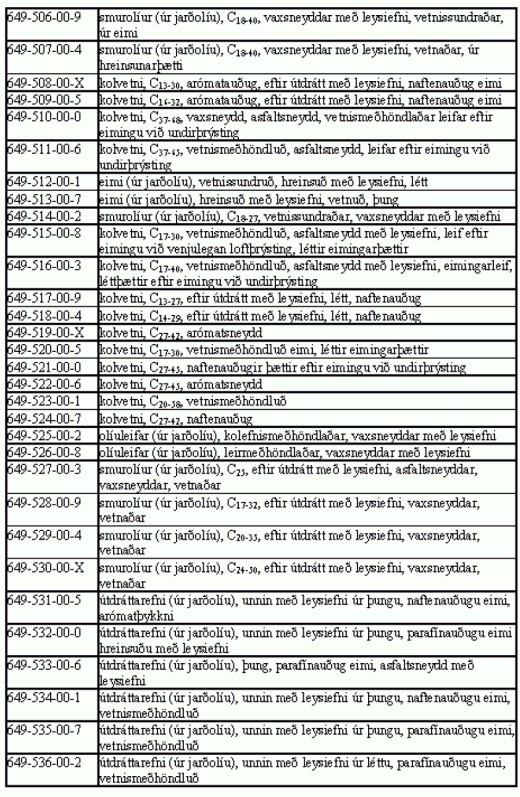 649-506-00-9 smurolíur (úr jarðolíu), C18-40, vaxsneyddar með leysiefni, vetnissundraðar,
úr eimi
649-507-00-4 smurolíur (úr jarðolíu), C18-40, vaxsneyddar með leysiefni, vetnaðar, úr
hreinsunarþætti
649-508-00-X kolvetni, C13-30, arómatauðug, eftir útdrátt með leysiefni, naftenauðug eimi
649-509-00-5 kolvetni, C16-32, arómatauðug, eftir útdrátt með leysiefni, naftenauðug eimi
649-510-00-0 kolvetni, C37-68, vaxsneydd, asfaltsneydd, vetnismeðhöndlaðar leifar eftir
eimingu við undirþrýsting
649-511-00-6 kolvetni, C37-65, vetnismeðhöndluð, asfaltsneydd, leifar eftir eimingu við
undirþrýsting
649-512-00-1 eimi (úr jarðolíu), vetnissundruð, hreinsuð með leysiefni, létt
649-513-00-7 eimi (úr jarðolíu), hreinsuð með leysiefni, vetnuð, þung
649-514-00-2 smurolíur (úr jarðolíu), C18-27, vetnissundraðar, vaxsneyddar með leysiefni
649-515-00-8 kolvetni, C17-30, vetnismeðhöndluð, asfaltsneydd með leysiefni, leif eftir
eimingu við venjulegan loftþrýsting, léttir eimingarþættir
649-516-00-3 kolvetni, C17-40, vetnismeðhöndluð, asfaltsneydd með leysiefni, eimingarleif,
léttþættir eftir eimingu við undirþrýsting
649-517-00-9 kolvetni, C13-27, eftir útdrátt með leysiefni, létt, naftenauðug
649-518-00-4 kolvetni, C14-29, eftir útdrátt með leysiefni, létt, naftenauðug
649-519-00-X kolvetni, C27-42, arómatsneydd
649-520-00-5 kolvetni, C17-30, vetnismeðhöndluð eimi, léttir eimingarþættir
649-521-00-0 kolvetni, C27-45, naftenauðugir þættir eftir eimingu við undirþrýsting
649-522-00-6 kolvetni, C27-45, arómatsneydd
649-523-00-1 kolvetni, C20-58, vetnismeðhöndluð
649-524-00-7 kolvetni, C27-42, naftenauðug
649-525-00-2 olíuleifar (úr jarðolíu), kolefnismeðhöndlaðar, vaxsneyddar með leysiefni
649-526-00-8 olíuleifar (úr jarðolíu), leirmeðhöndlaðar, vaxsneyddar með leysiefni
649-527-00-3 smurolíur (úr jarðolíu), C25, eftir útdrátt með leysiefni, asfaltsneyddar,
vaxsneyddar, vetnaðar
649-528-00-9 smurolíur (úr jarðolíu), C17-32, eftir útdrátt með leysiefni, vaxsneyddar,
vetnaðar
649-529-00-4 smurolíur (úr jarðolíu), C20-35, eftir útdrátt með leysiefni, vaxsneyddar,
vetnaðar
649-530-00-X smurolíur (úr jarðolíu), C24-50, eftir útdrátt með leysiefni, vaxsneyddar,
vetnaðar
649-531-00-5 útdráttarefni (úr jarðolíu), unnin með leysiefni úr þungu, naftenauðugu eimi,
arómatþykkni
649-532-00-0 útdráttarefni (úr jarðolíu), unnin með leysiefni úr þungu, parafínauðugu eimi
hreinsuðu með leysiefni
649-533-00-6 útdráttarefni (úr jarðolíu), þung, parafínauðug eimi, asfaltsneydd með
leysiefni
649-534-00-1 útdráttarefni (úr jarðolíu), unnin með leysiefni úr þungu, naftenauðugu eimi,
vetnismeðhöndluð
649-535-00-7 útdráttarefni (úr jarðolíu), unnin með leysiefni úr þungu, parafínauðugu eimi,
vetnismeðhöndluð
649-536-00-2 útdráttarefni (úr jarðolíu), unnin með leysiefni úr léttu, parafínauðugu eimi,
vetnismeðhöndluð